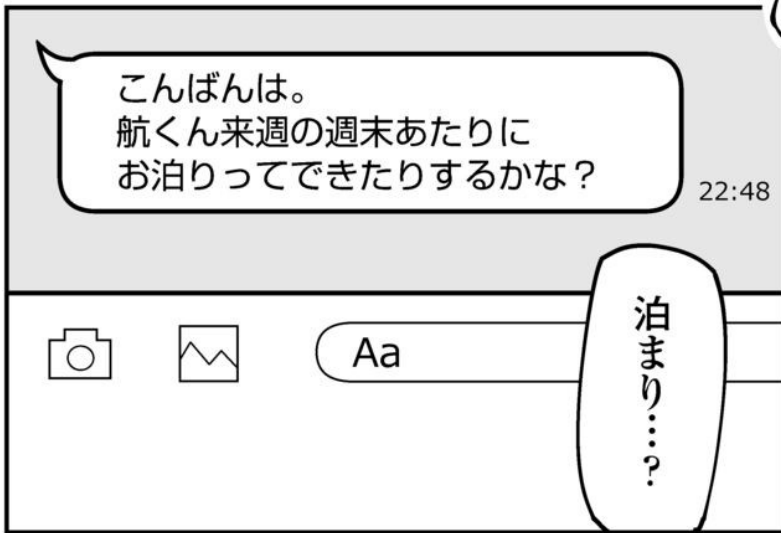 こんばんは。
航くん来週の週末あたりに
お泊りってできたりするかな？
22:48
泊まり…？
Aa